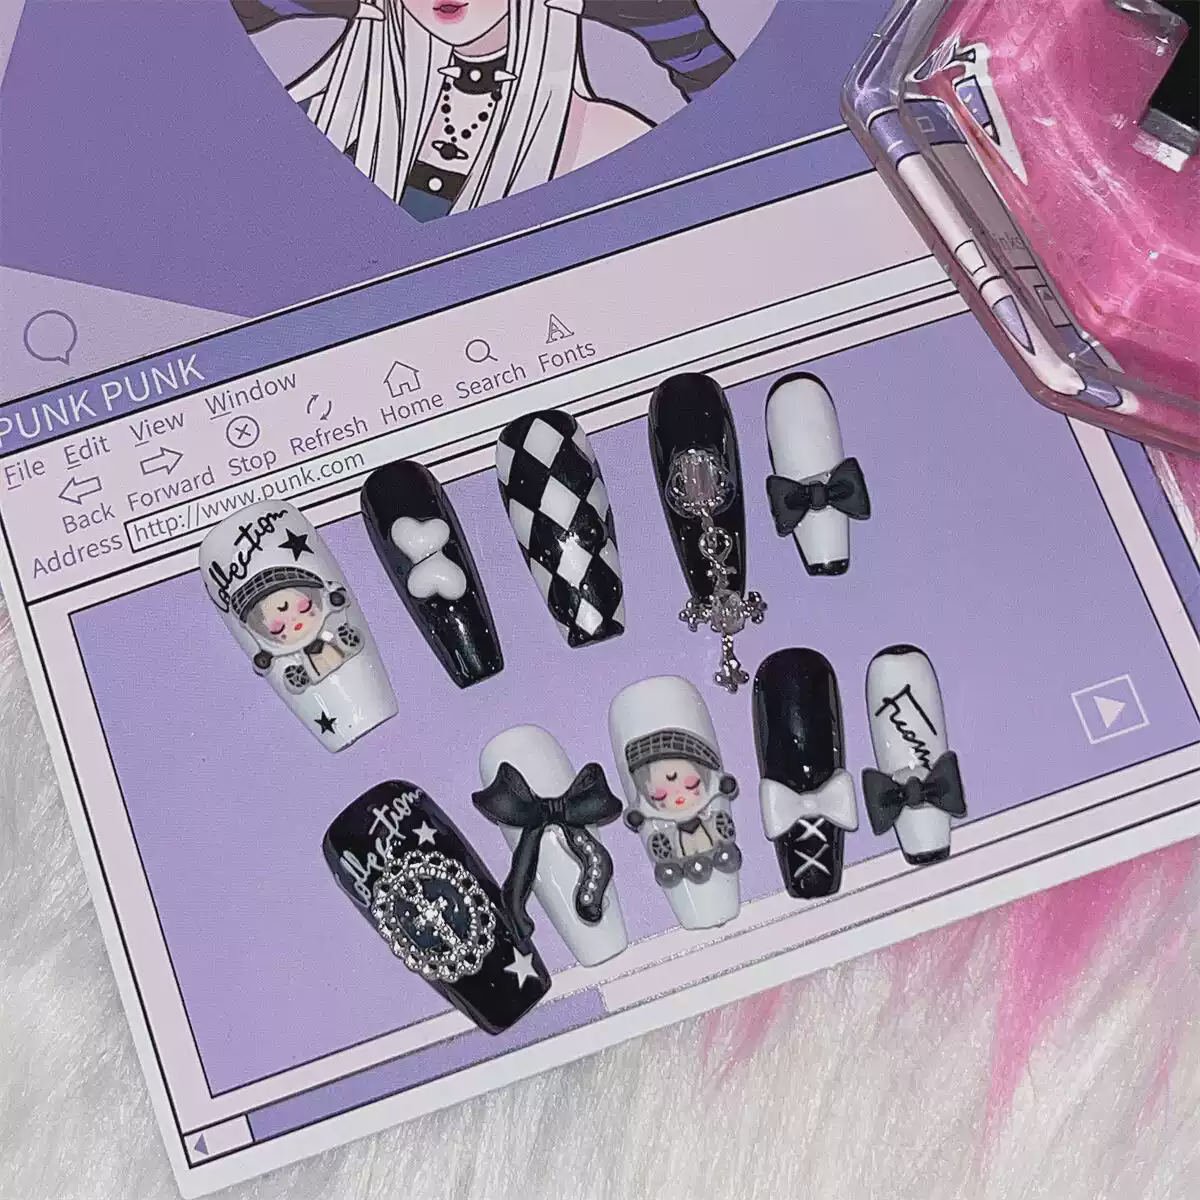 PUNK PUNK
File Edit View Window
Back Forward Stop Refresh Home Search Fonts
Address http://www.punk.com
collection
collection